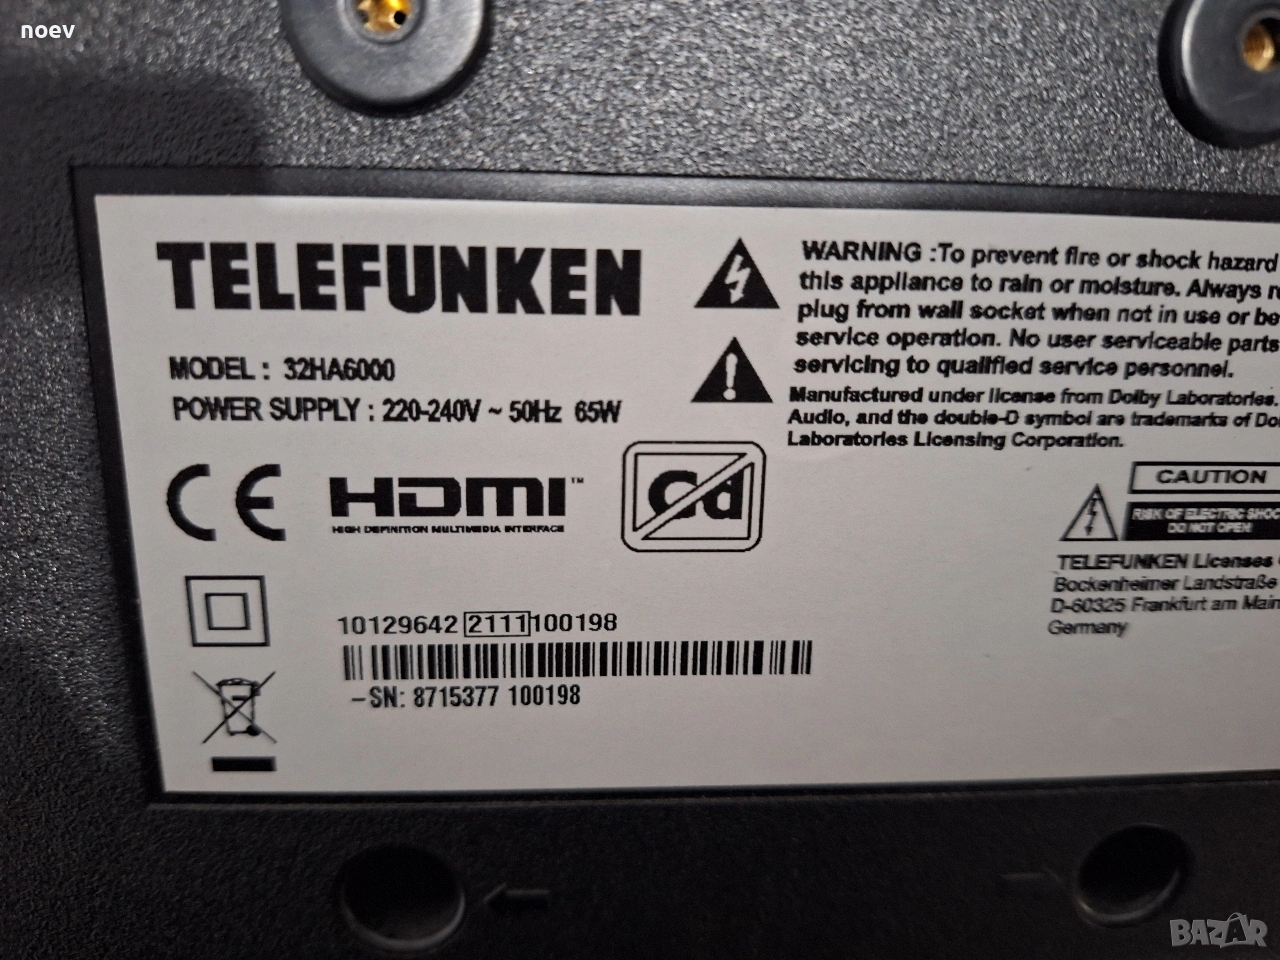 noev
TELEFUNKEN
MODEL : 32HA6000
POWER SUPPLY : 220-240V ~ 50Hz 65W
WARNING :To prevent fire or shock hazard
this appliance to rain or moisture. Always
plug from wall socket when not in use or
service operation. No user serviceable parts
servicing to qualified service personnel.
Manufactured under license from Dolby Laboratories.
Audio, and the double-D symbol are trademarks of
Laboratories Licensing Corporation.
CE
HDMI™
HIGH DEFINITION MULTIMEDIA INTERFACE
Cd
CAUTION
RISK OF ELECTRIC SHOC
DO NOT OPEN
TELEFUNKEN Licenses
Bockenheimer Landstraße
D-60325 Frankfurt am Main
Germany
10129642 2111 100198
-SN: 8715377 100198
BAZAR